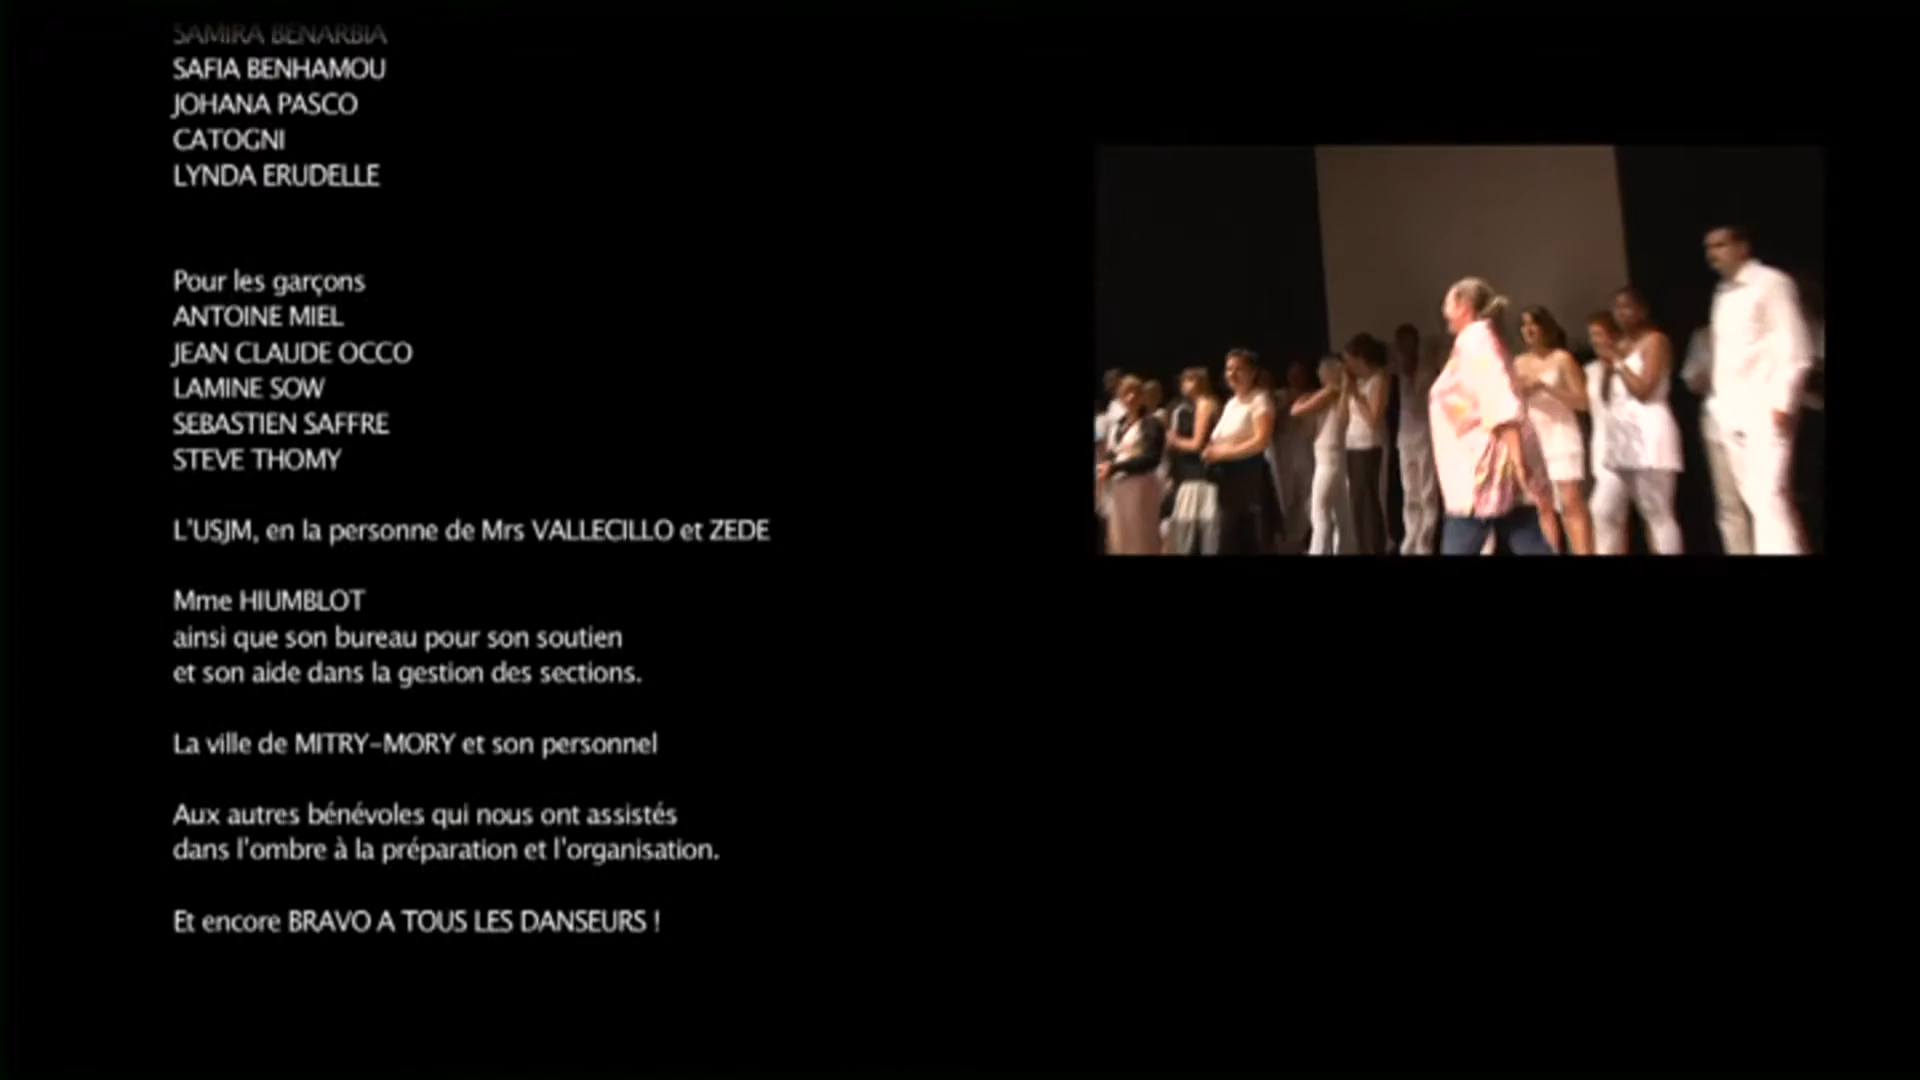 SAMIRA BENARBIA
SAFIA BENHAMOU
JOHANA PASCO
CATOGNI
LYNDA ERUDELLE
Pour les garçons
ANTOINE MIEL
JEAN CLAUDE OCCO
LAMINE SOW
SEBASTIEN SAFFRE
STEVE THOMY
L'USJM, en la personne de Mrs VALLECILLO et ZEDE
Mme HIUMBLOT
ainsi que son bureau pour son soutien
et son aide dans la gestion des sections.
La ville de MITRY-MORY et son personnel
Aux autres bénévoles qui nous ont assistés
dans l'ombre à la préparation et l'organisation.
Et encore BRAVO A TOUS LES DANSEURS !